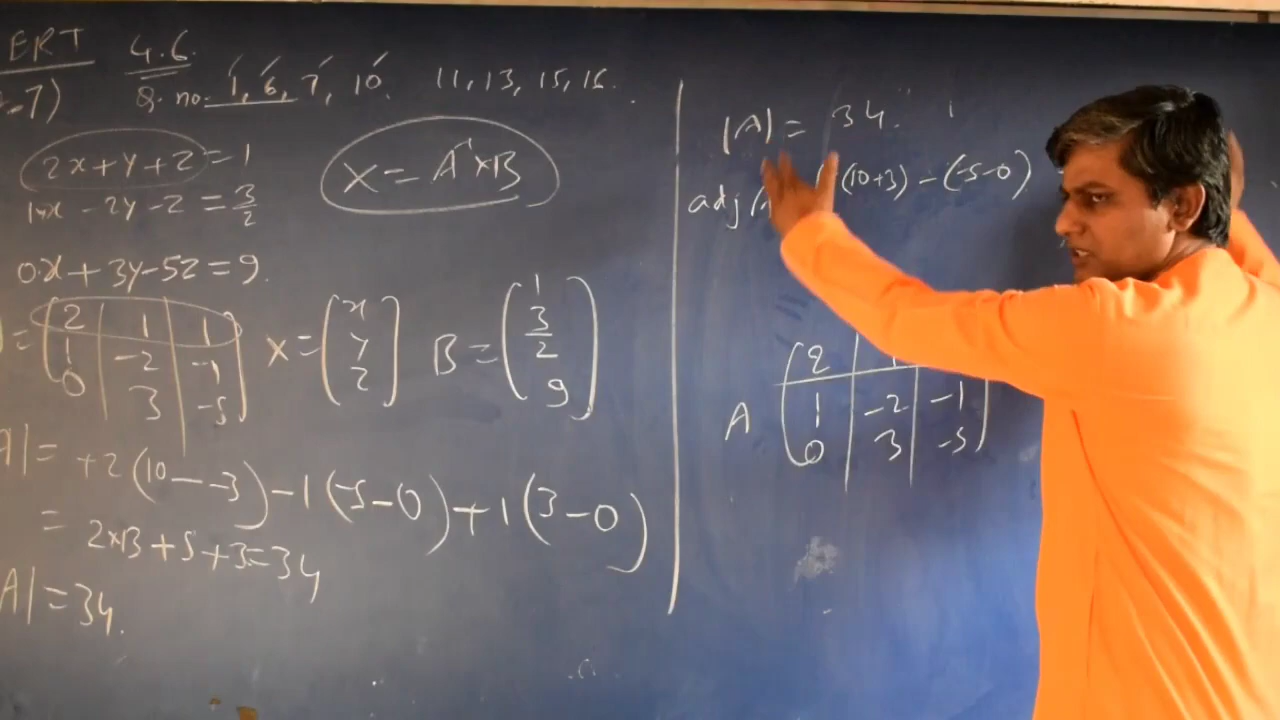 ERT 4.6
7) Q. no. 1, 6, 7, 10, 11, 13, 15, 16.
2x+y+z = 1
1x - 2y - z = 3/2
0.x + 3y - 5z = 9.
X = A⁻¹ × B
= [2 1 1
1 -2 -1
0 3 -5] X = [x
y
z] B = [1
3/2
9]
A| = +2(10 - -3) - 1(-5-0) + 1(3-0)
= 2×13 + 5 + 3 = 34
A| = 34.
|A| = 34.
adj (10+3) - (-5-0)
A [2 1
1 -2 -1
0 3 -5]